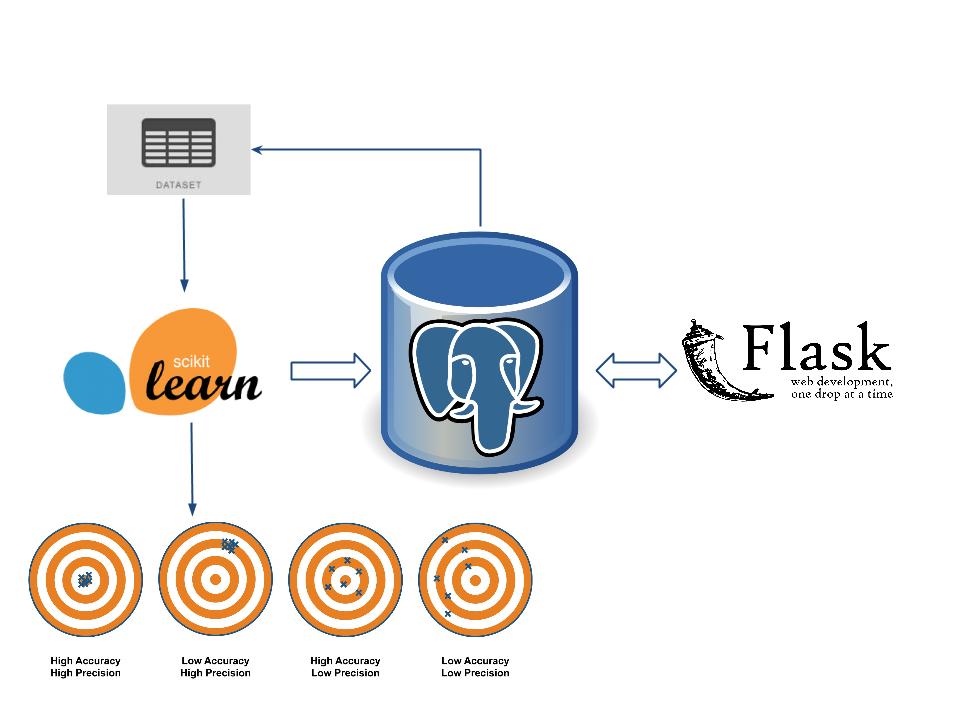 DATASET
scikit
learn
Flask
web development,
one drop at a time
High Accuracy
High Precision
Low Accuracy
High Precision
High Accuracy
Low Precision
Low Accuracy
Low Precision